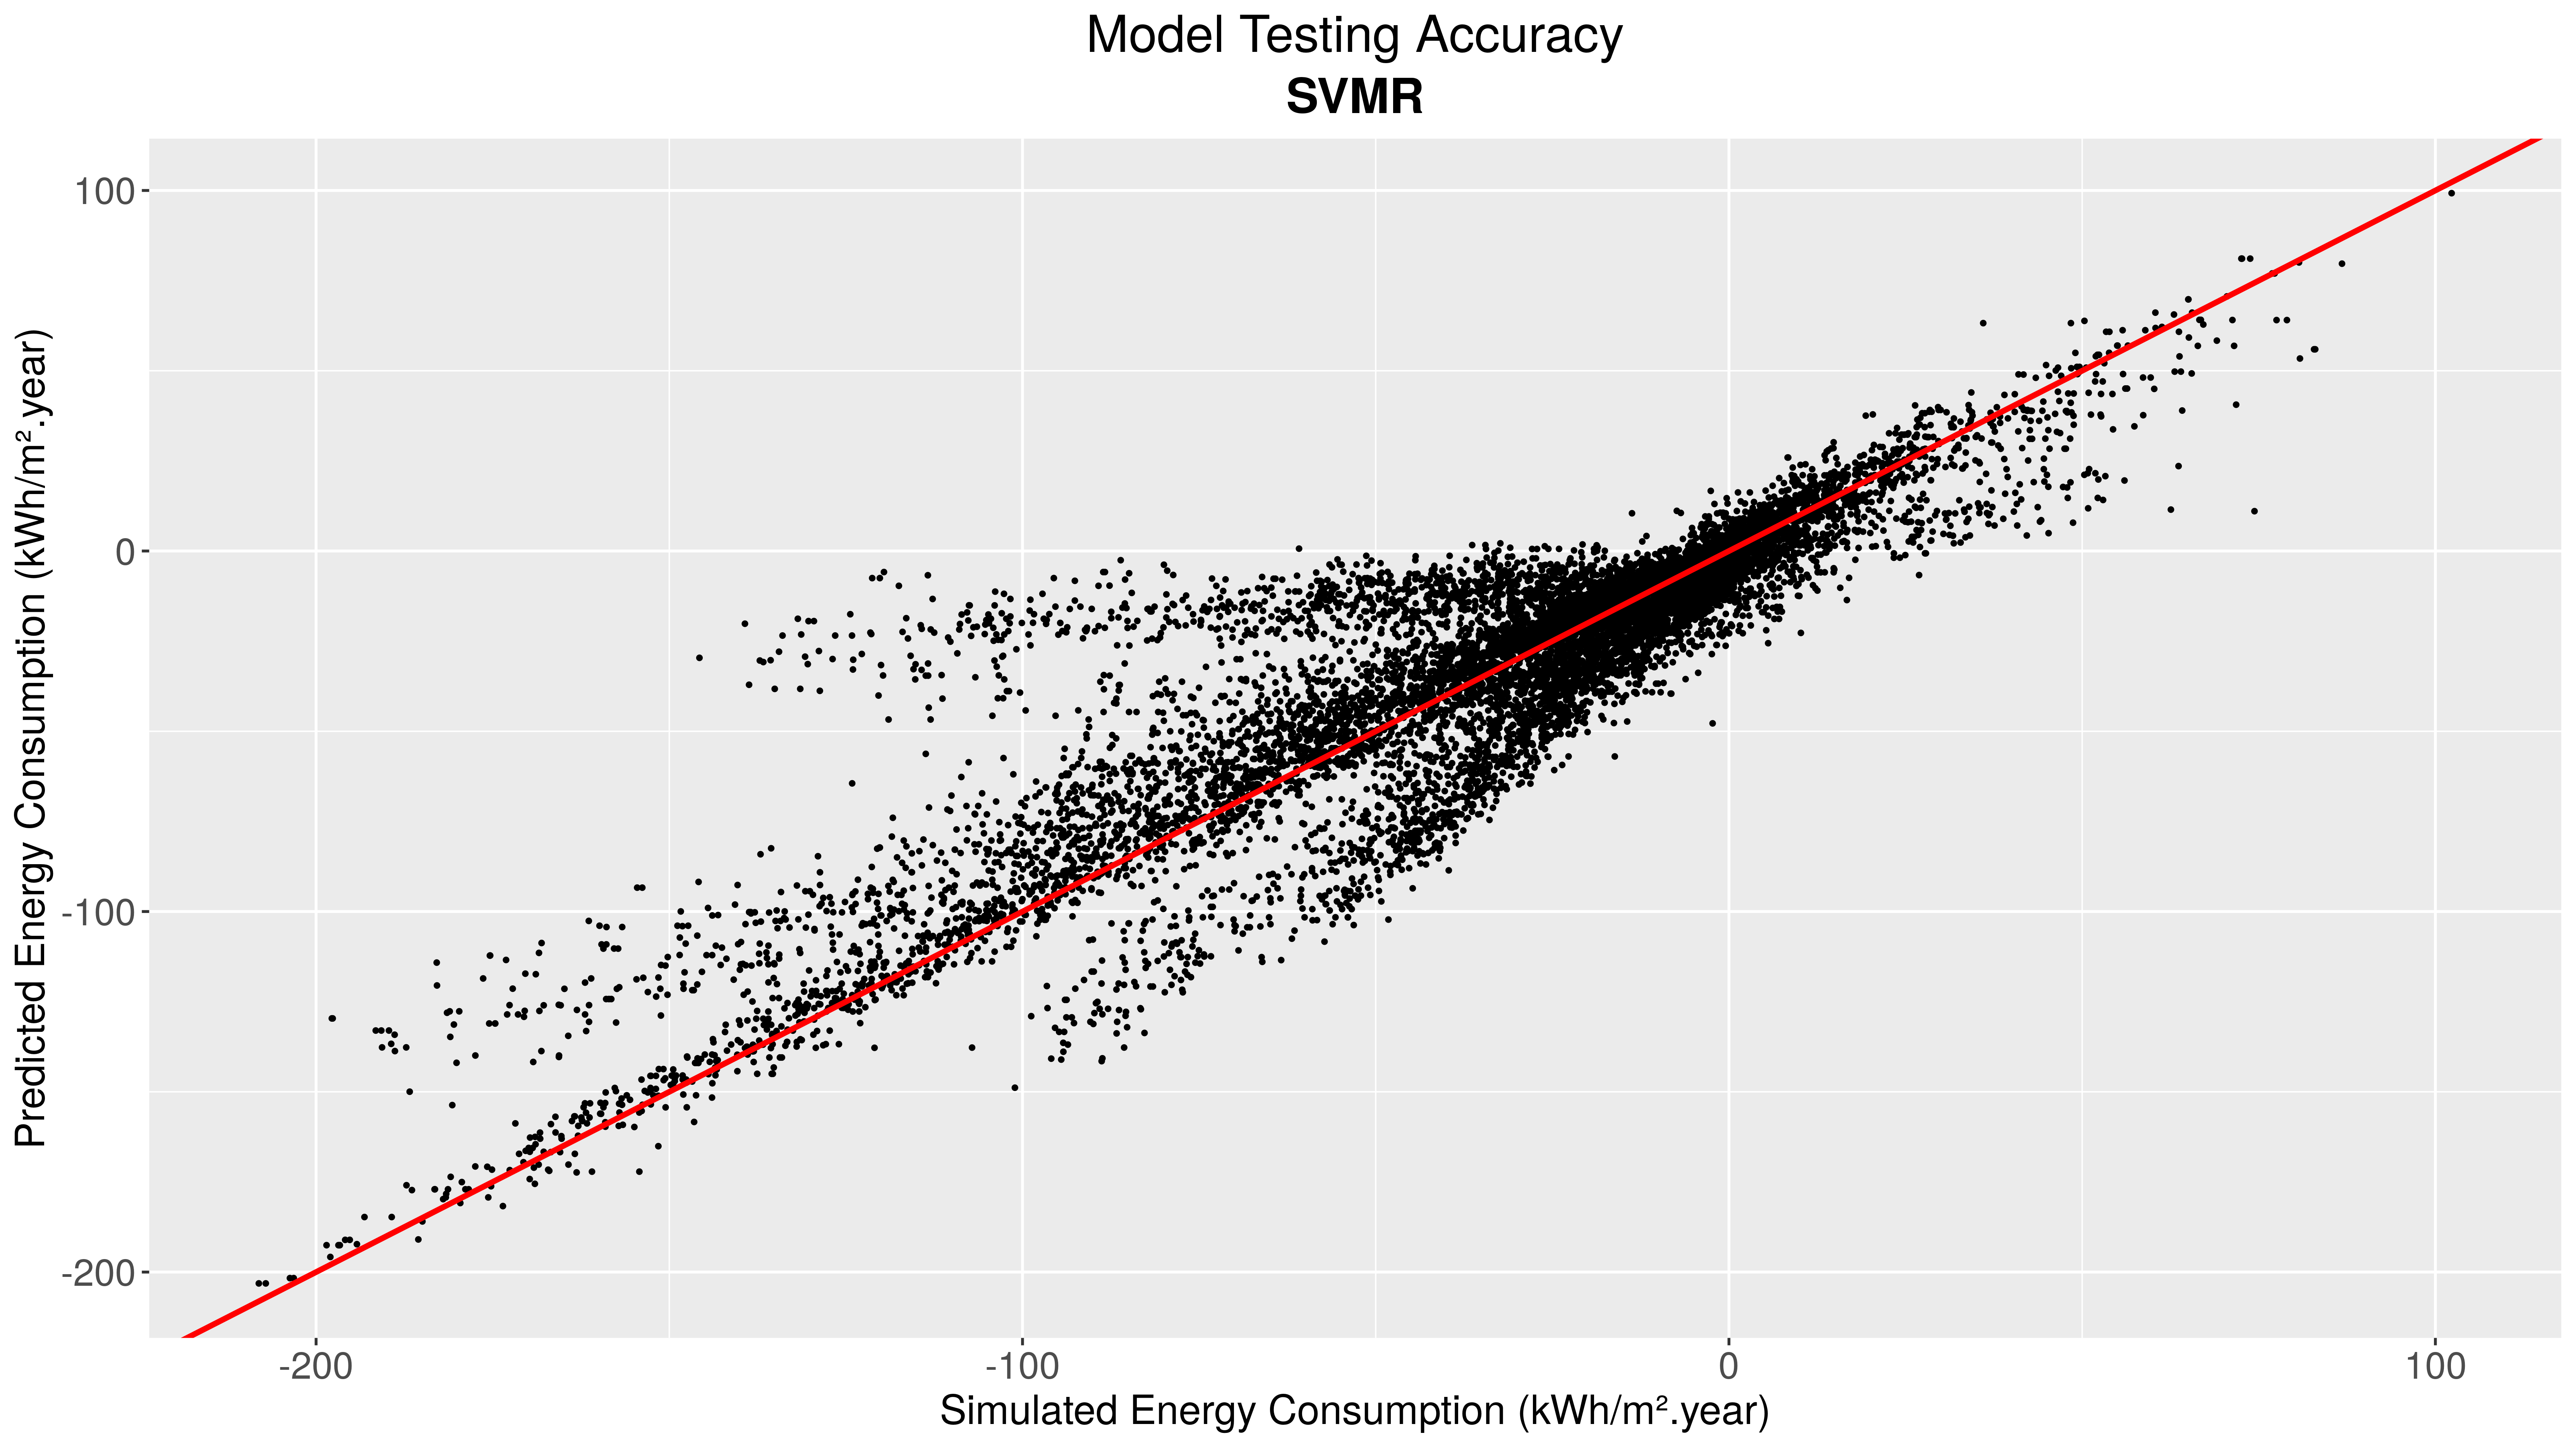 Model Testing Accuracy
SVMR
Predicted Energy Consumption (kWh/m².year)
100
0
-100
-200
-200
-100
0
100
Simulated Energy Consumption (kWh/m².year)